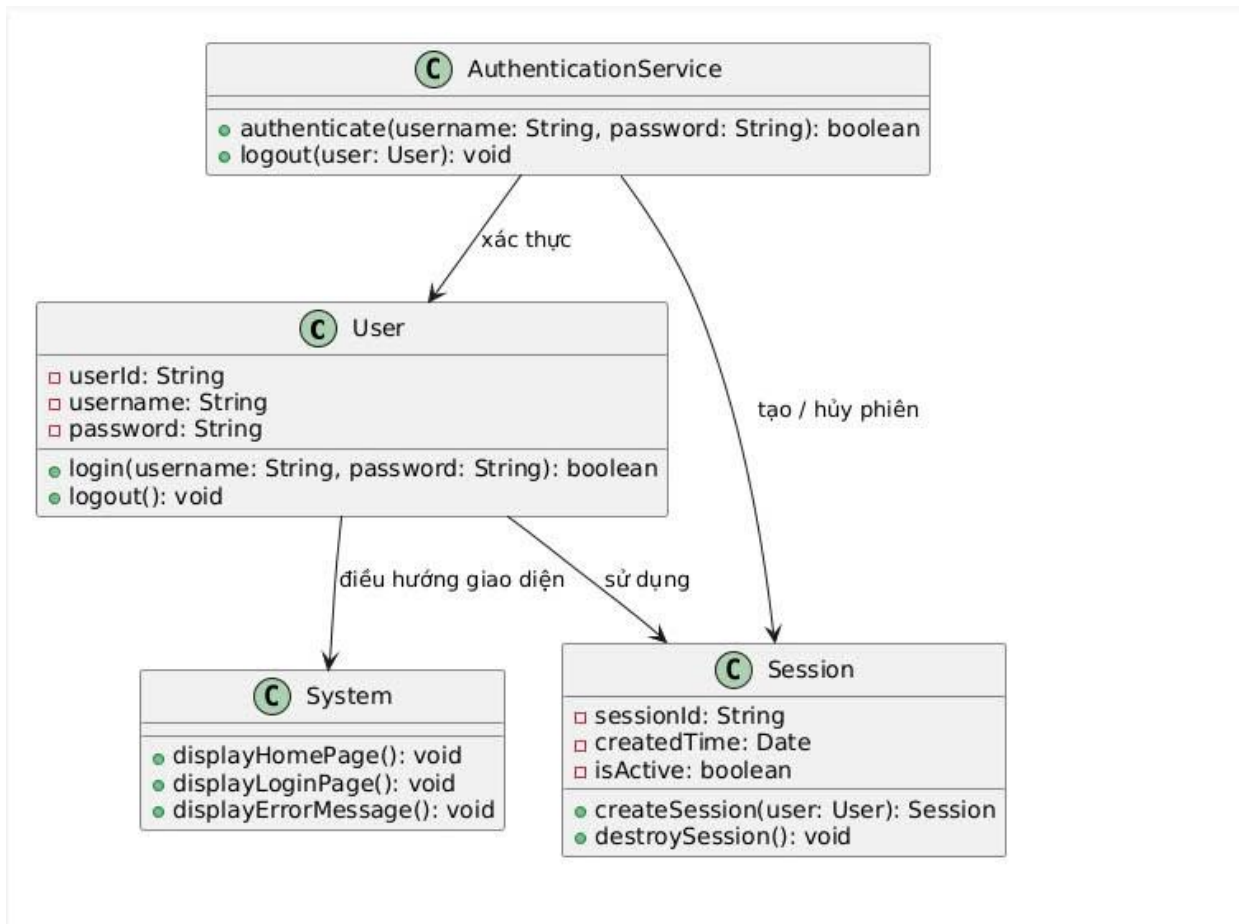 C AuthenticationService
authenticate(username: String, password: String): boolean
logout(user: User): void
xác thực
C User
userId: String
username: String
password: String
login(username: String, password: String): boolean
logout(): void
tạo / hủy phiên
điều hướng giao diện
sử dụng
C System
displayHomePage(): void
displayLoginPage(): void
displayErrorMessage(): void
C Session
sessionId: String
createdTime: Date
isActive: boolean
createSession(user: User): Session
destroySession(): void